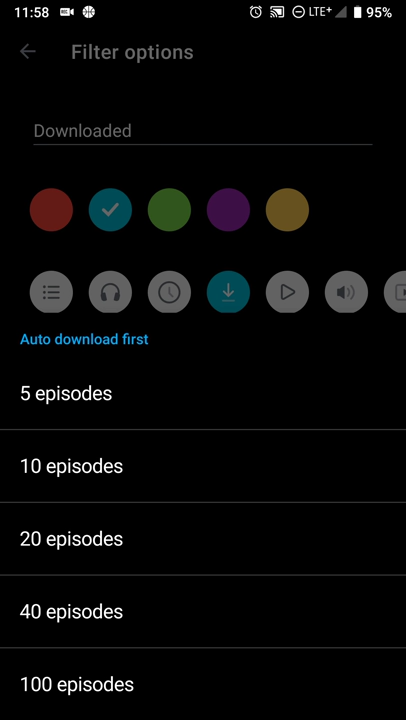 11:58 LTE+ 95%
Filter options
Downloaded
Auto download first
5 episodes
10 episodes
20 episodes
40 episodes
100 episodes